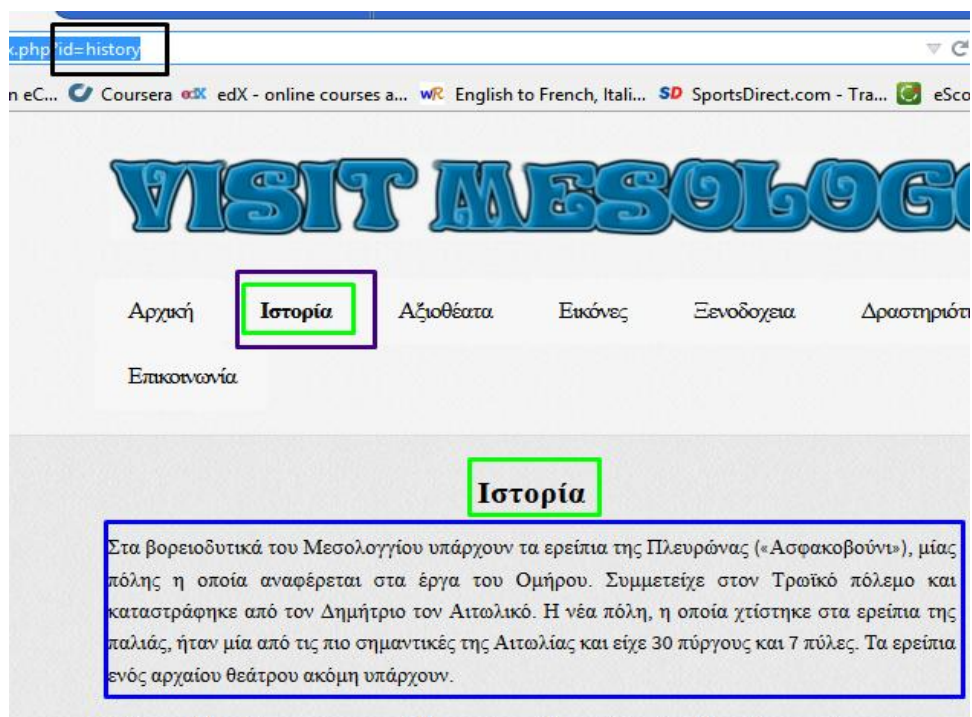 x.php?id=history
n eC... Coursera edX edX - online courses a... wR English to French, Itali... SD SportsDirect.com - Tra... eSco
VISIT MESOLOGG
Αρχική Ιστορία Αξιοθέατα Εικόνες Ξενοδοχεια Δραστηριότη
Επικοινωνία
Ιστορία
Στα βορειοδυτικά του Μεσολογγίου υπάρχουν τα ερείπια της Πλευρώνας («Ασφακοβούνι»), μίας
πόλης η οποία αναφέρεται στα έργα του Ομήρου. Συμμετείχε στον Τρωϊκό πόλεμο και
καταστράφηκε από τον Δημήτριο τον Αιτωλικό. Η νέα πόλη, η οποία χτίστηκε στα ερείπια της
παλιάς, ήταν μία από τις πιο σημαντικές της Αιτωλίας και είχε 30 πύργους και 7 πύλες. Τα ερείπια
ενός αρχαίου θεάτρου ακόμη υπάρχουν.